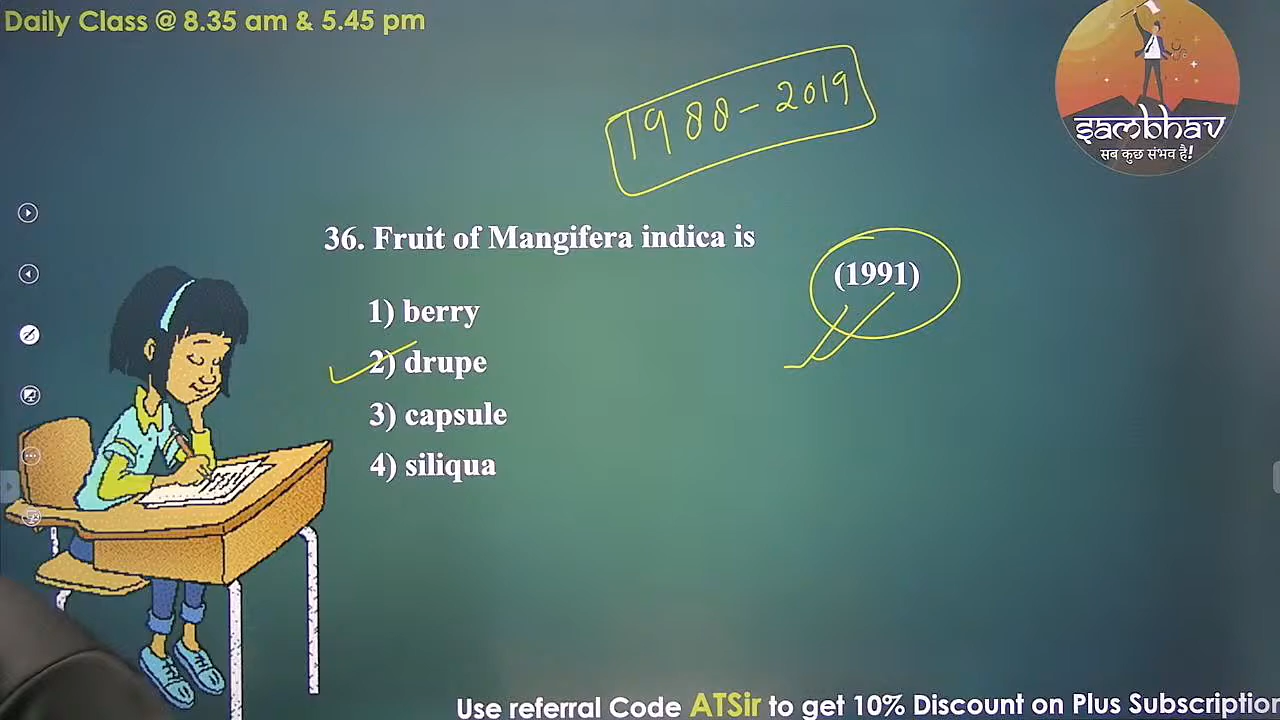 Daily Class @ 8.35 am & 5.45 pm
1988-2019
sambhav
सब कुछ संभव है!
36. Fruit of Mangifera indica is
(1991)
1) berry
2) drupe
3) capsule
4) siliqua
Use referral Code ATSir to get 10% Discount on Plus Subscription